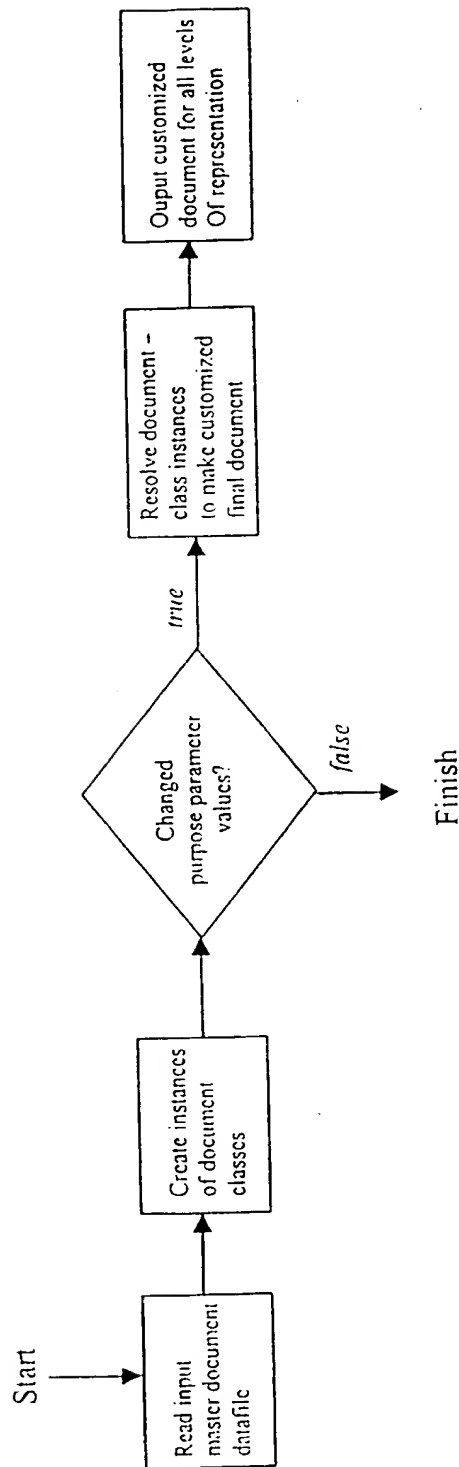 Start
Read input
master document
datafile
Create instances
of document
classes
Changed
purpose parameter
values?
true
false
Finish
Resolve document –
class instances
to make customized
final document
Ouput customized
document for all levels
Of representation